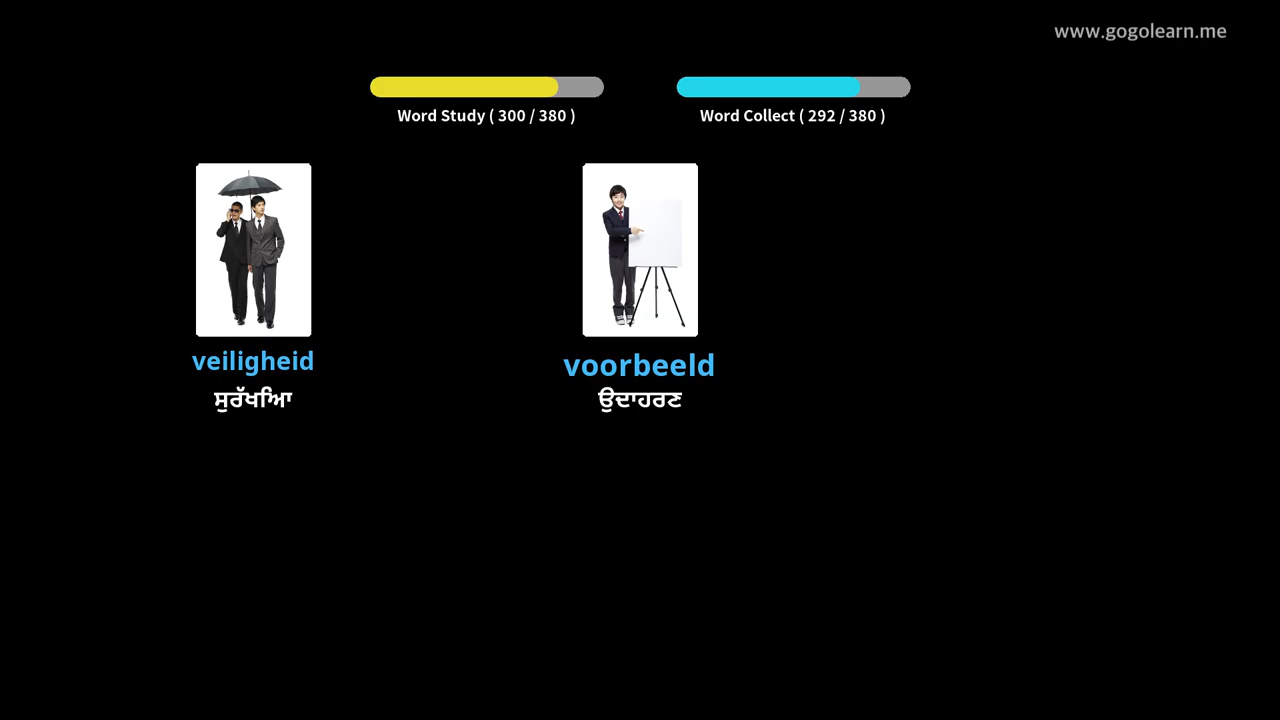 www.gogolearn.me
Word Study ( 300 / 380 )
Word Collect ( 292 / 380 )
veiligheid
ਸੁਰੱਖਿਆ
voorbeeld
ਉਦਾਹਰਣ